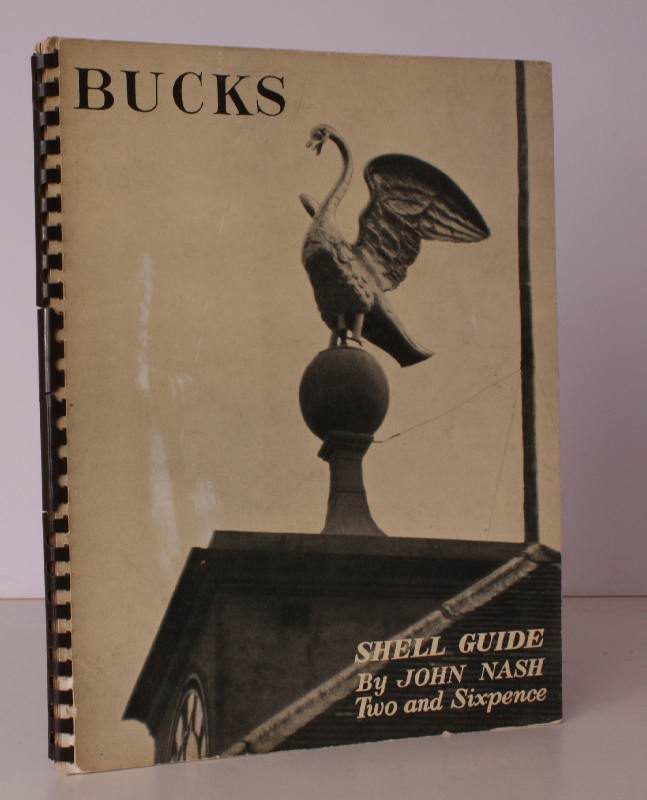 BUCKS
SHELL GUIDE
By JOHN NASH
Two and Sixpence